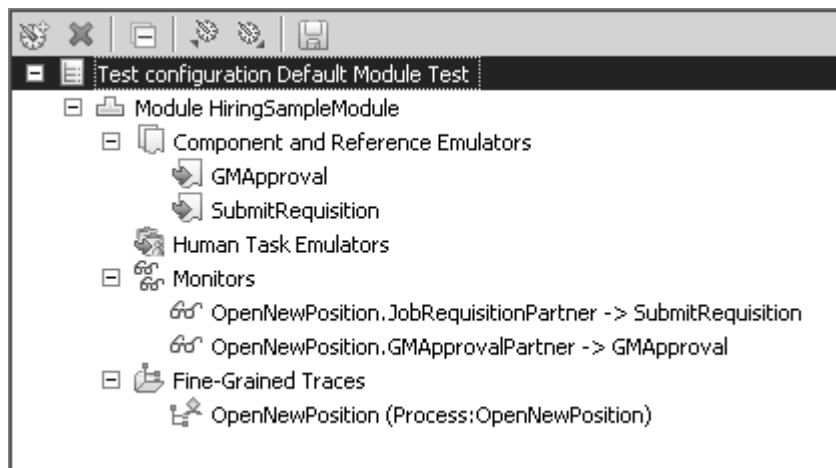 Test configuration Default Module Test
Module HiringSampleModule
Component and Reference Emulators
GMApproval
SubmitRequisition
Human Task Emulators
Monitors
OpenNewPosition.JobRequisitionPartner -> SubmitRequisition
OpenNewPosition.GMApprovalPartner -> GMApproval
Fine-Grained Traces
OpenNewPosition (Process:OpenNewPosition)